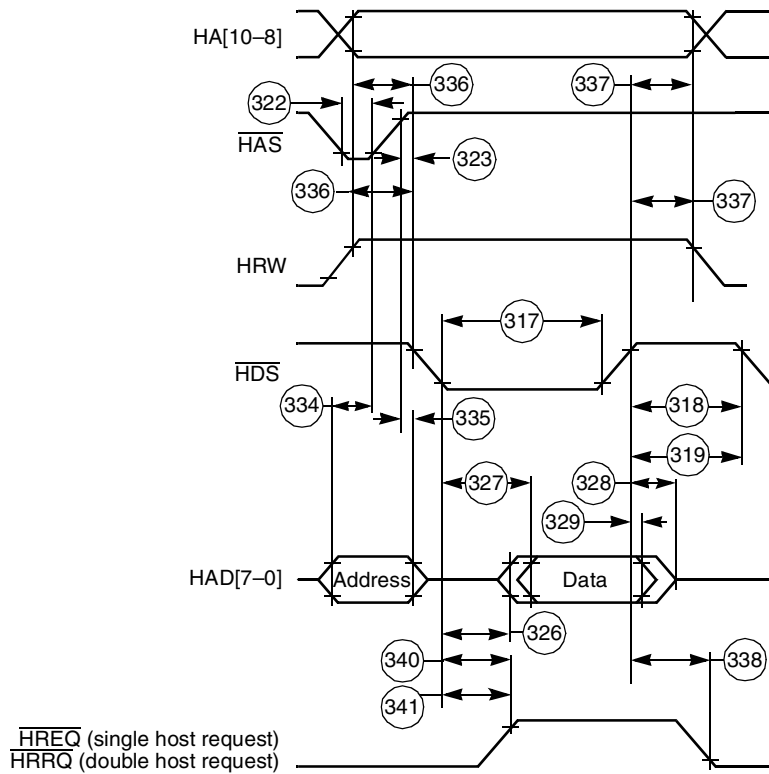 HA[10–8]
336
337
322
HAS
323
336
337
HRW
317
HDS
334
335
318
319
327
328
329
HAD[7–0]
Address
Data
326
340
338
341
HREQ (single host request)
HRRQ (double host request)